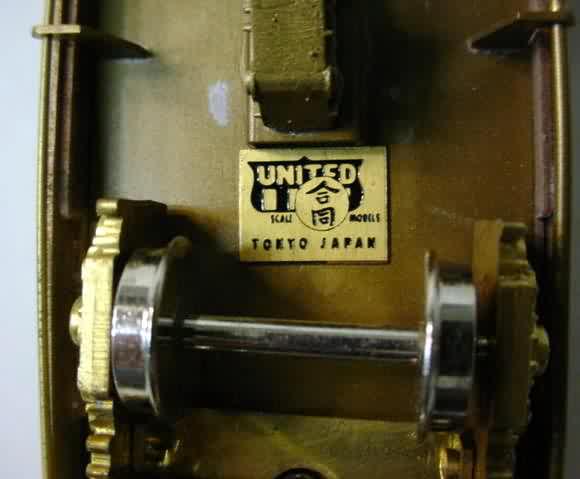 UNITED
合同
SCALE MODELS
TOKYO JAPAN